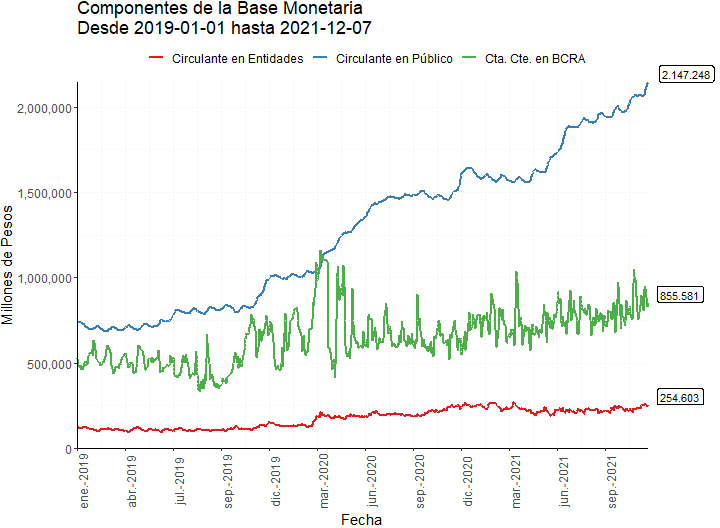 Componentes de la Base Monetaria
Desde 2019-01-01 hasta 2021-12-07
Circulante en Entidades Circulante en Público Cta. Cte. en BCRA
Millones de Pesos
2,000,000
1,500,000
1,000,000
500,000
0
2.147.248
855.581
254.603
ene.-2019
abr.-2019
jul.-2019
sep.-2019
dic.-2019
mar.-2020
jun.-2020
sep.-2020
dic.-2020
mar.-2021
jun.-2021
sep.-2021
Fecha